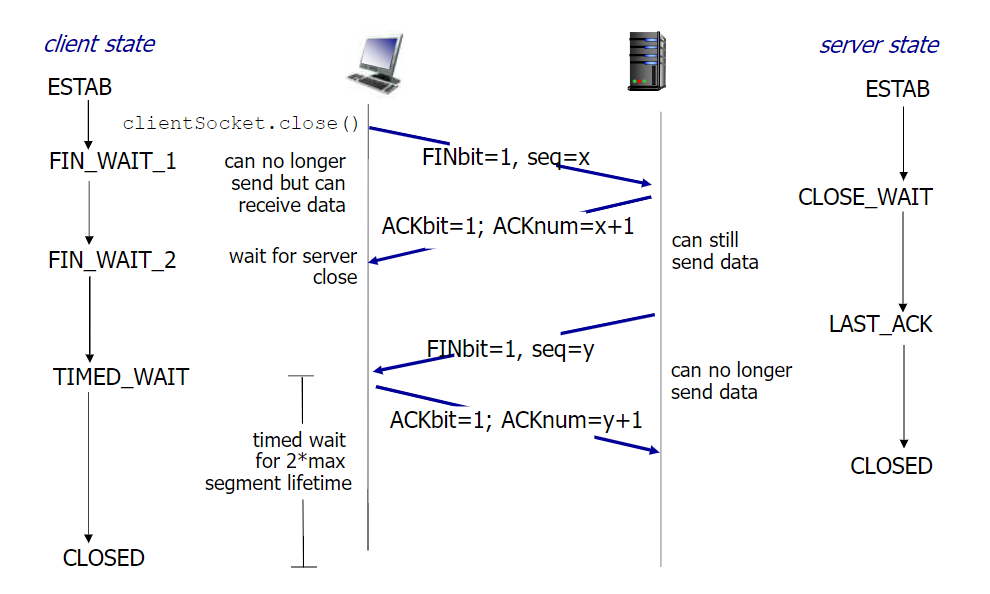 client state
server state
ESTAB
ESTAB
clientSocket.close()
FIN_WAIT_1
can no longer
send but can
receive data
FINbit=1, seq=x
CLOSE_WAIT
ACKbit=1; ACKnum=x+1
FIN_WAIT_2
wait for server
close
can still
send data
LAST_ACK
FINbit=1, seq=y
TIMED_WAIT
can no longer
send data
ACKbit=1; ACKnum=y+1
timed wait
for 2*max
segment lifetime
CLOSED
CLOSED